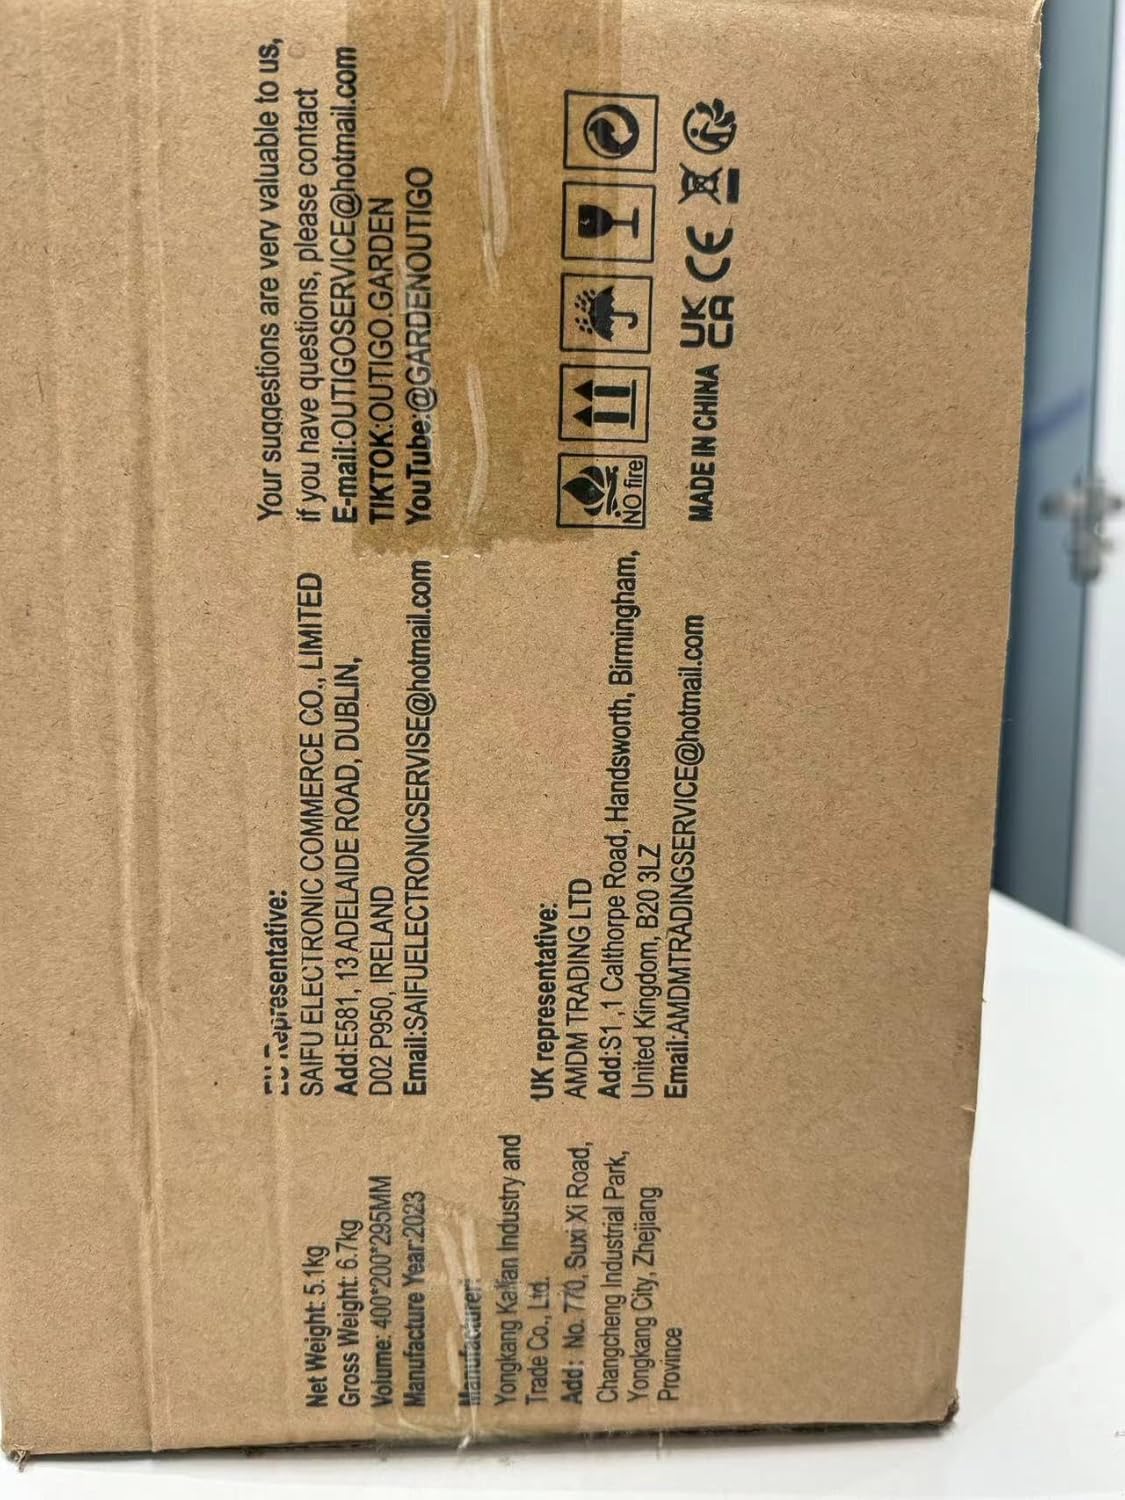 Net Weight: 5.1kg
Gross Weight: 6.7kg
Volume: 400*200*295MM
Manufacture Year:2023
Manufacturer:
Yongkang Kaifan Industry and
Trade Co., Ltd.
Add: No. 770, Suxi Xi Road,
Changcheng Industrial Park,
Yongkang City, Zhejiang
Province
EU Representative:
SAIFU ELECTRONIC COMMERCE CO., LIMITED
Add:E581, 13 ADELAIDE ROAD, DUBLIN,
D02 P950, IRELAND
Email:SAIFUELECTRONICSERVISE@hotmail.com
UK representative:
AMDM TRADING LTD
Add:S1 ,1 Calthorpe Road, Handsworth, Birmingham,
United Kingdom, B20 3LZ
Email:AMDMTRADINGSERVICE@hotmail.com
Your suggestions are very valuable to us,
if you have questions, please contact
E-mail:OUTIGOSERVICE@hotmail.com
TIKTOK:OUTIGO.GARDEN
YouTube:@GARDENOUTIGO
NO fire
MADE IN CHINA UK CA CE